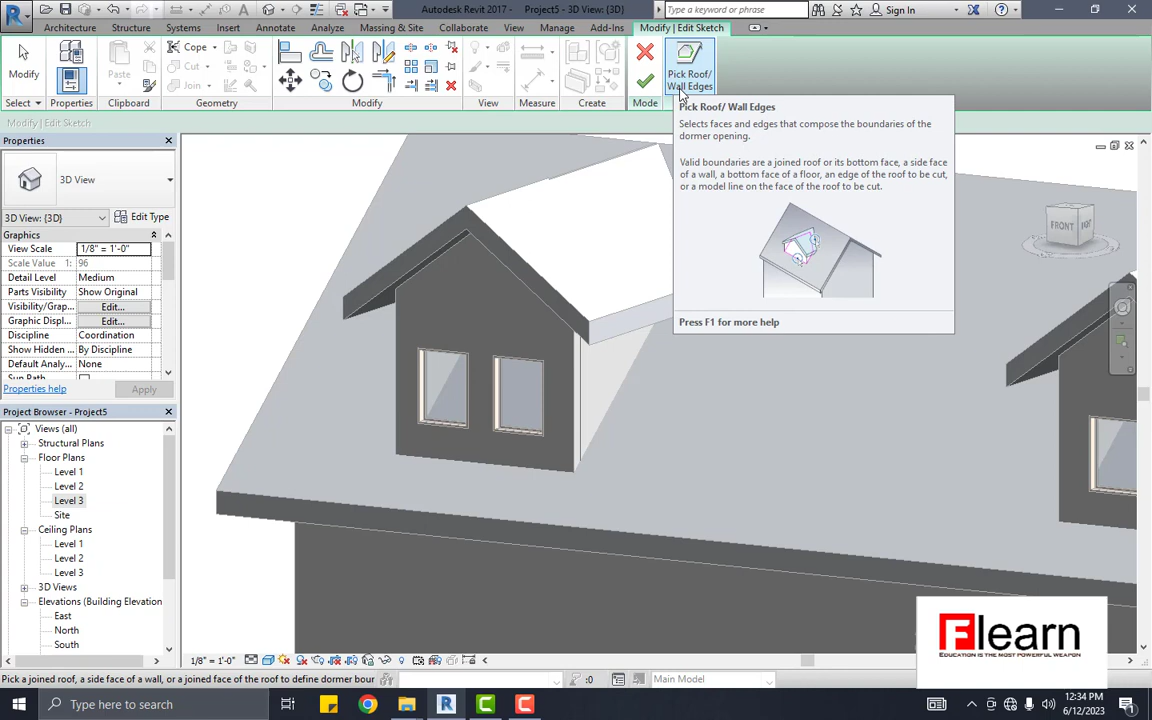 Autodesk Revit 2017 - Project5 - 3D View: {3D}
Type a keyword or phrase
Sign In
Architecture Structure Systems Insert Annotate Analyze Massing & Site Collaborate View Manage Add-Ins Modify | Edit Sketch
Modify
Properties
Paste
Cope
Cut
Join
Pick Roof/
Wall Edges
Select Properties Clipboard Geometry Modify View Measure Create Mode
Modify | Edit Sketch
Pick Roof/ Wall Edges
Selects faces and edges that compose the boundaries of the
dormer opening.
Valid boundaries are a joined roof or its bottom face, a side face
of a wall, a bottom face of a floor, an edge of the roof to be cut,
or a model line on the face of the roof to be cut.
Press F1 for more help
FRONT
Properties
3D View
3D View: {3D}
Edit Type
Graphics
View Scale 1/8" = 1'-0"
Scale Value 1: 96
Detail Level Medium
Parts Visibility Show Original
Visibility/Grap... Edit...
Graphic Displ... Edit...
Discipline Coordination
Show Hidden ... By Discipline
Default Analy... None
Sun Path
Properties help
Apply
Project Browser - Project5
Views (all)
Structural Plans
Floor Plans
Level 1
Level 2
Level 3
Site
Ceiling Plans
Level 1
Level 2
Level 3
3D Views
Elevations (Building Elevation
East
North
South
Flearn
EDUCATION IS THE MOST POWERFUL WEAPON
1/8" = 1'-0"
Pick a joined roof, a side face of a wall, or a joined face of the roof to define dormer bour
:0
Main Model
Type here to search
12:34 PM
6/12/2023